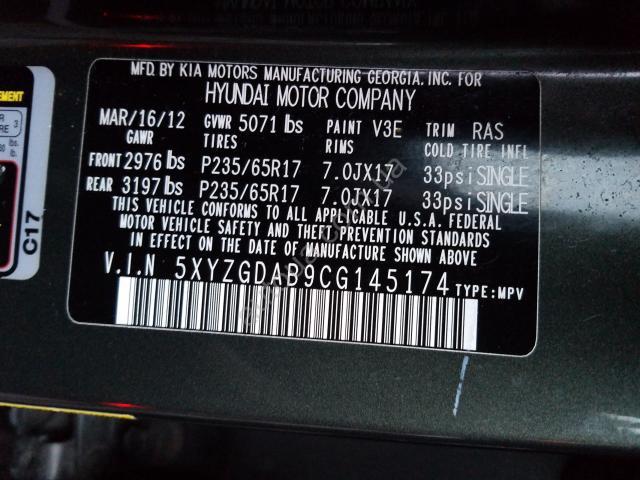 MFD. BY KIA MOTORS MANUFACTURING GEORGIA, INC. FOR
HYUNDAI MOTOR COMPANY
MAR/16/12 GVWR 5071 lbs PAINT V3E TRIM RAS
GAWR TIRES RIMS COLD TIRE INFL
FRONT 2976 lbs P235/65R17 7.0JX17 33psi SINGLE
REAR 3197 lbs P235/65R17 7.0JX17 33psi SINGLE
THIS VEHICLE CONFORMS TO ALL APPLICABLE U.S.A. FEDERAL
MOTOR VEHICLE SAFETY, BUMPER, AND THEFT PREVENTION
STANDARDS IN EFFECT ON THE DATE OF MANUFACTURE
SHOWN ABOVE.
V.I.N 5XYZGDAB9CG145174 TYPE: MPV
C17